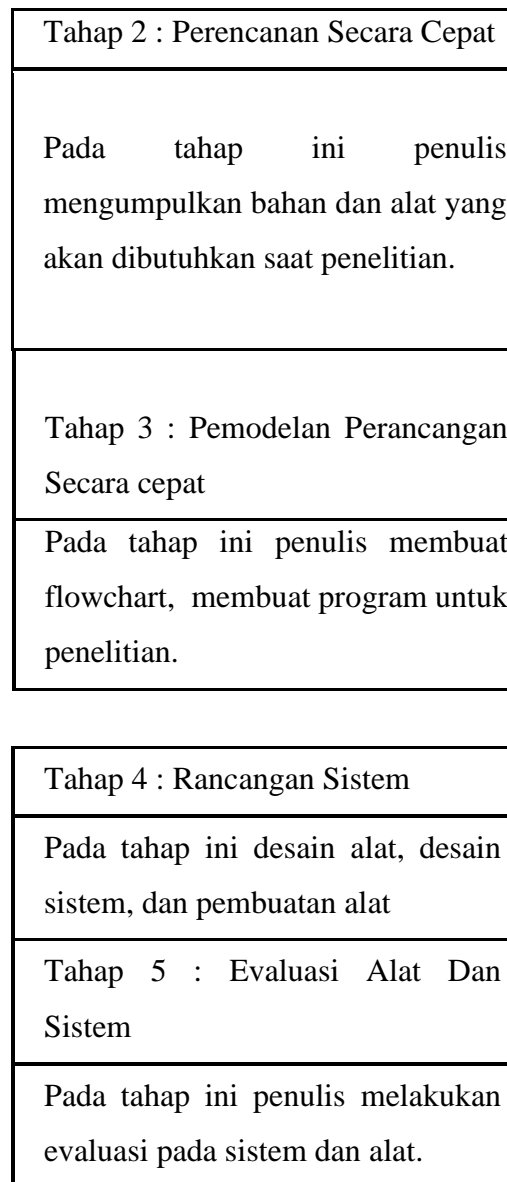 Tahap 2 : Perencanan Secara Cepat
Pada tahap ini penulis
mengumpulkan bahan dan alat yang
akan dibutuhkan saat penelitian.
Tahap 3 : Pemodelan Perancangan
Secara cepat
Pada tahap ini penulis membuat
flowchart, membuat program untuk
penelitian.
Tahap 4 : Rancangan Sistem
Pada tahap ini desain alat, desain
sistem, dan pembuatan alat
Tahap 5 : Evaluasi Alat Dan
Sistem
Pada tahap ini penulis melakukan
evaluasi pada sistem dan alat.